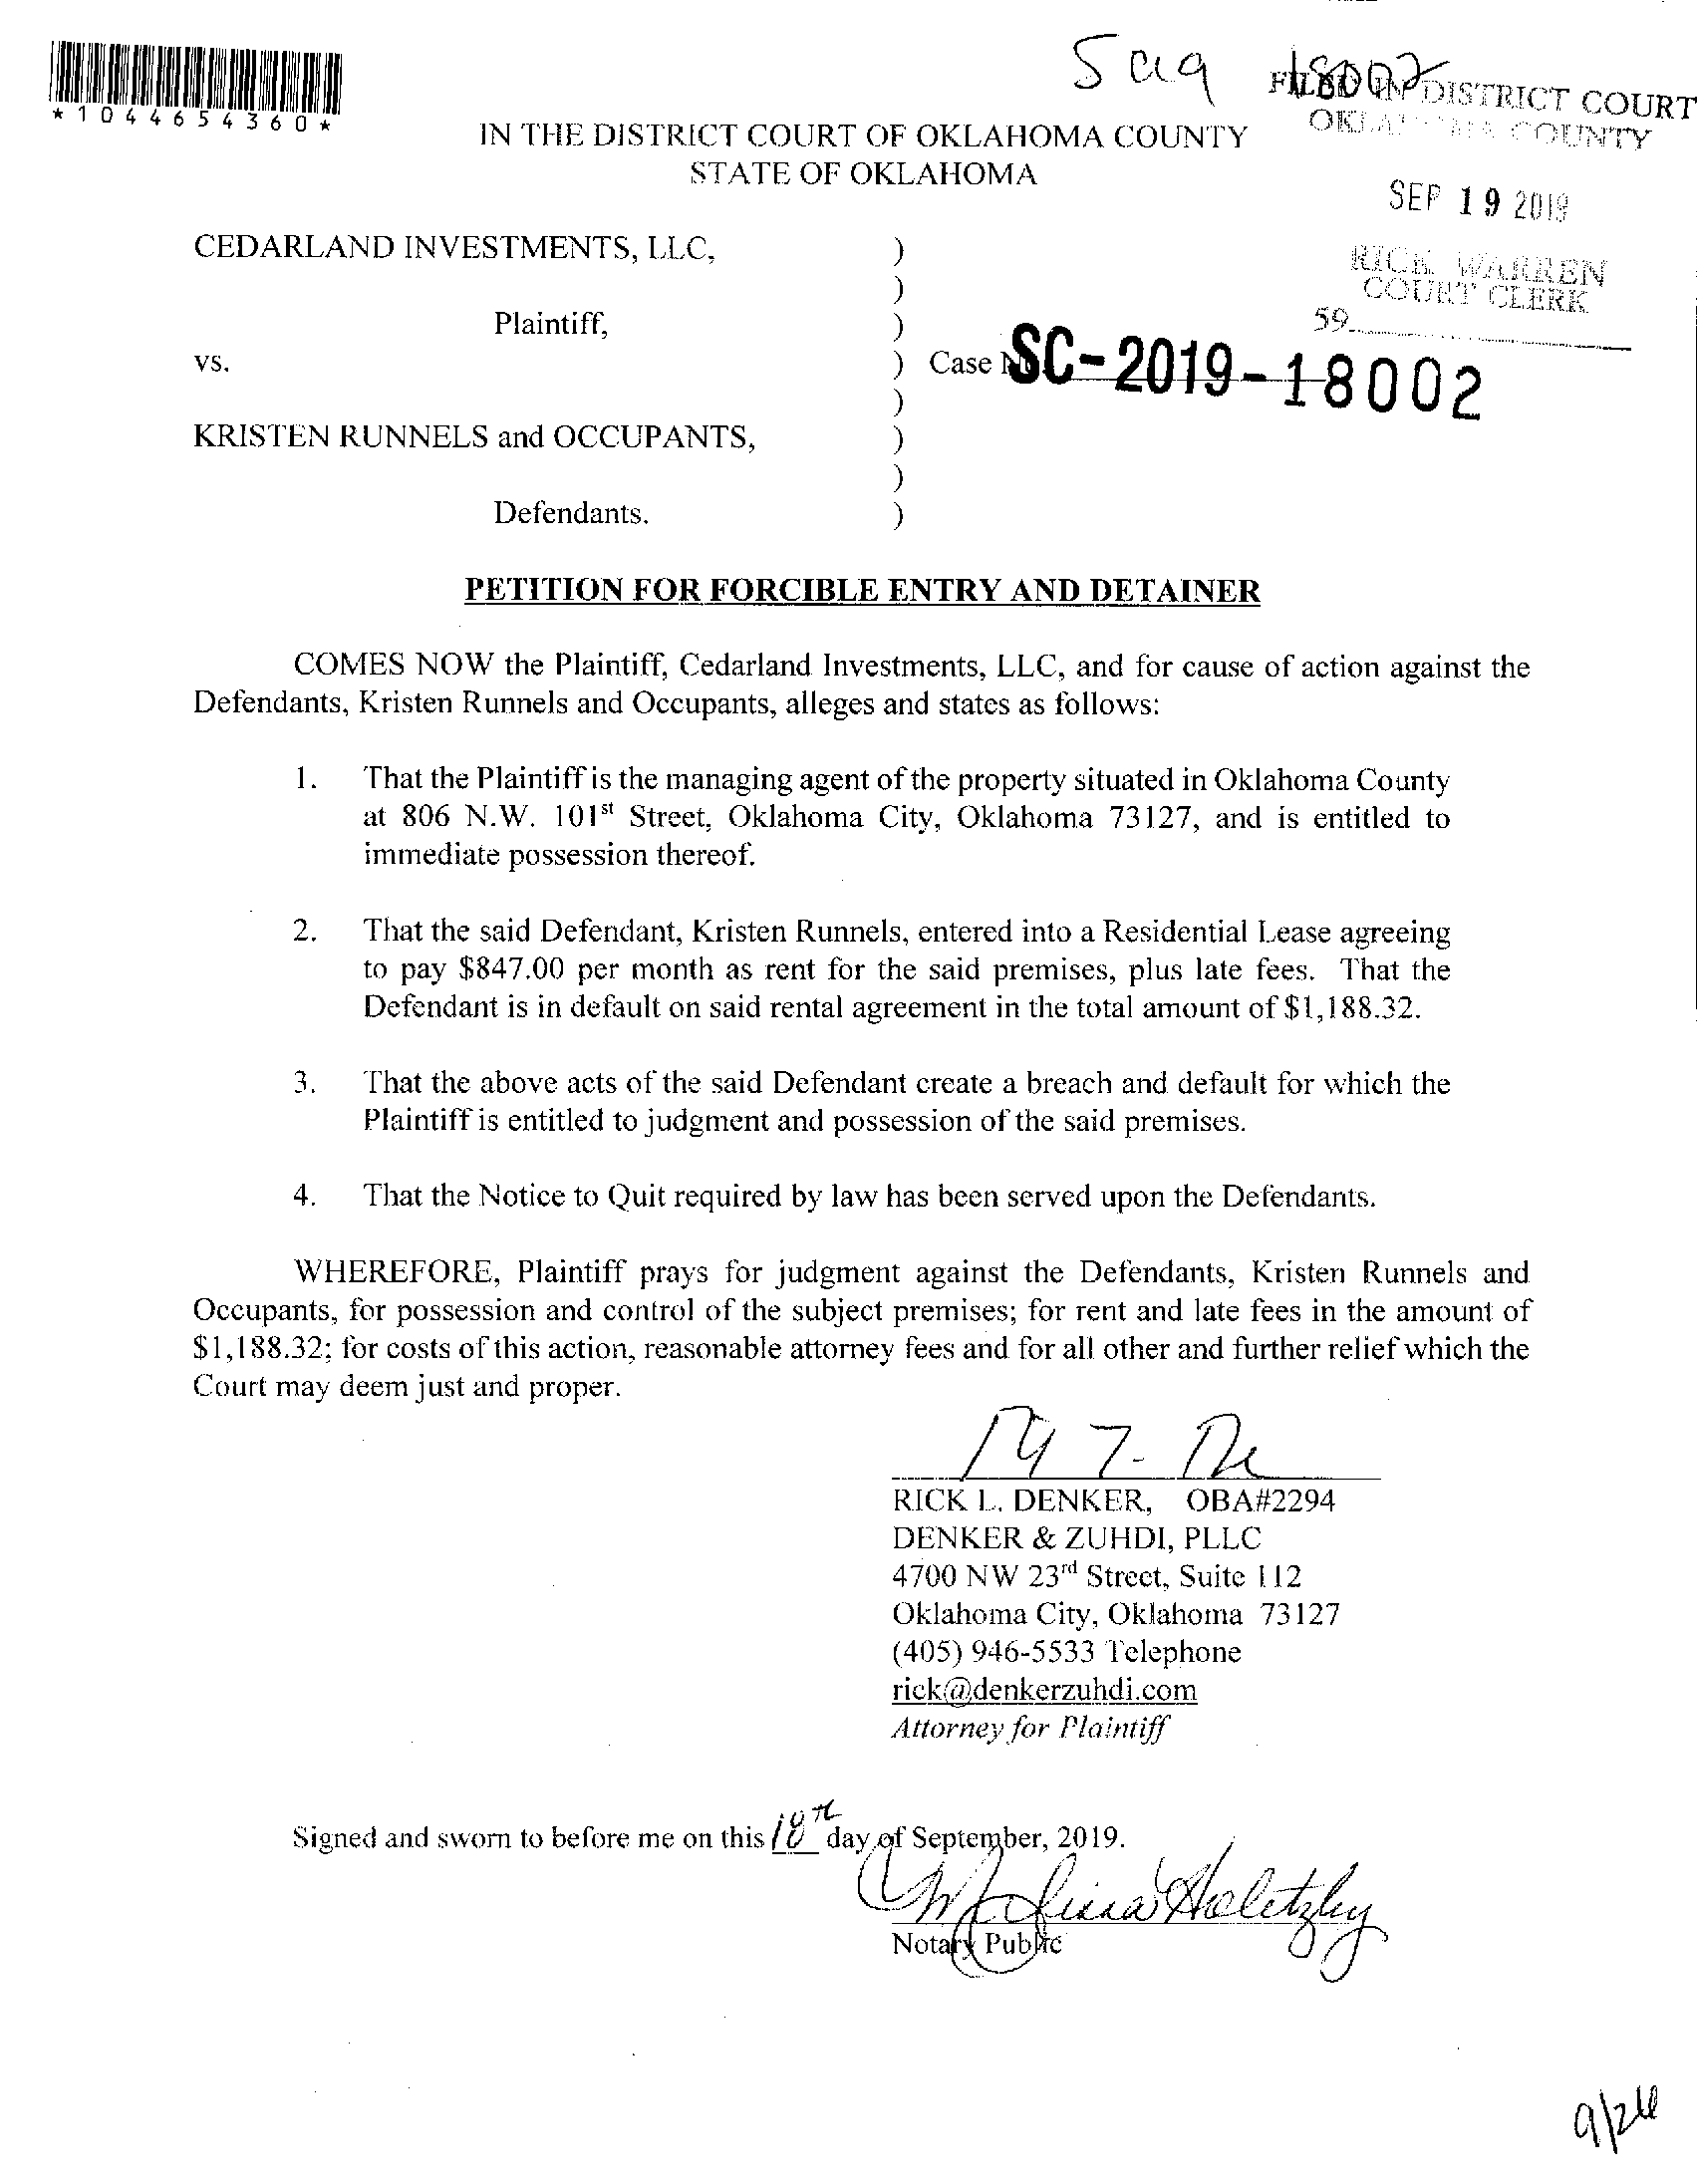 *1044654360*
FILED IN DISTRICT COURT
OKLAHOMA COUNTY
IN THE DISTRICT COURT OF OKLAHOMA COUNTY
STATE OF OKLAHOMA
SEP 19 2019
RICK WARREN
COURT CLERK
59
CEDARLAND INVESTMENTS, LLC, )
)
Plaintiff, )
vs. ) Case SC-2019-18002
)
KRISTEN RUNNELS and OCCUPANTS, )
)
Defendants. )
PETITION FOR FORCIBLE ENTRY AND DETAINER
COMES NOW the Plaintiff, Cedarland Investments, LLC, and for cause of action against the
Defendants, Kristen Runnels and Occupants, alleges and states as follows:
1. That the Plaintiff is the managing agent of the property situated in Oklahoma County
at 806 N.W. 101st Street, Oklahoma City, Oklahoma 73127, and is entitled to
immediate possession thereof.
2. That the said Defendant, Kristen Runnels, entered into a Residential Lease agreeing
to pay $847.00 per month as rent for the said premises, plus late fees. That the
Defendant is in default on said rental agreement in the total amount of $1,188.32.
3. That the above acts of the said Defendant create a breach and default for which the
Plaintiff is entitled to judgment and possession of the said premises.
4. That the Notice to Quit required by law has been served upon the Defendants.
WHEREFORE, Plaintiff prays for judgment against the Defendants, Kristen Runnels and
Occupants, for possession and control of the subject premises; for rent and late fees in the amount of
$1,188.32; for costs of this action, reasonable attorney fees and for all other and further relief which the
Court may deem just and proper.
RICK L. DENKER, OBA#2294
DENKER & ZUHDI, PLLC
4700 NW 23rd Street, Suite 112
Oklahoma City, Oklahoma 73127
(405) 946-5533 Telephone
rick@denkerzuhdi.com
Attorney for Plaintiff
Signed and sworn to before me on this 18th day of September, 2019.
Notary Public